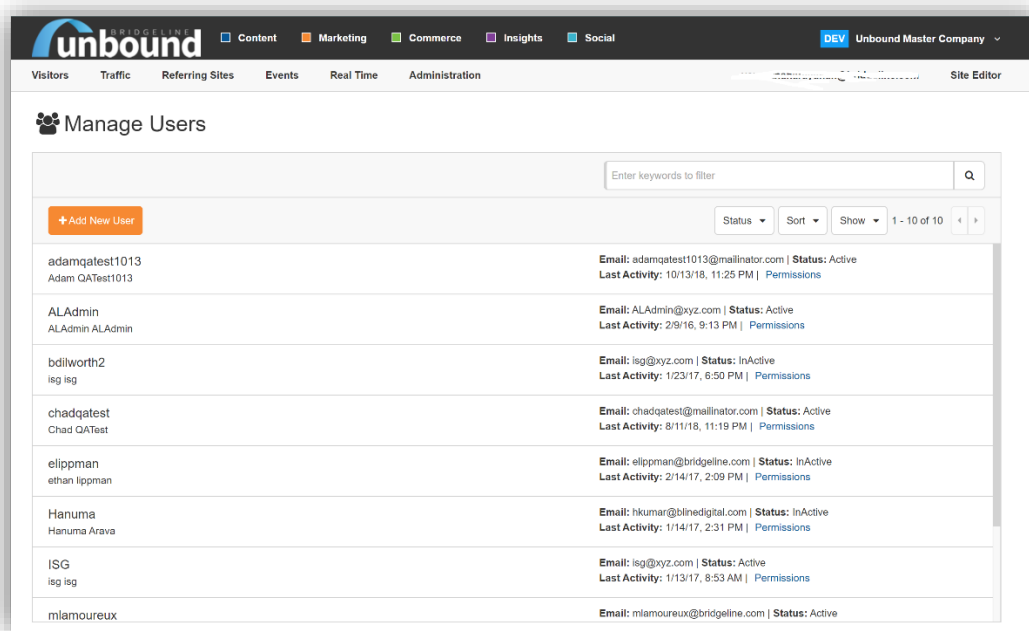 BRIDGELINE
unbound
Content Marketing Commerce Insights Social DEV Unbound Master Company
Visitors Traffic Referring Sites Events Real Time Administration Site Editor
Manage Users
Enter keywords to filter
+ Add New User Status Sort Show 1 - 10 of 10
adamqatest1013 Email: adamqatest1013@mailinator.com | Status: Active
Adam QATest1013 Last Activity: 10/13/18, 11:25 PM | Permissions
ALAdmin Email: ALAdmin@xyz.com | Status: Active
ALAdmin ALAdmin Last Activity: 2/9/16, 9:13 PM | Permissions
bdilworth2 Email: isg@xyz.com | Status: InActive
isg isg Last Activity: 1/23/17, 6:50 PM | Permissions
chadqatest Email: chadqatest@mailinator.com | Status: Active
Chad QATest Last Activity: 8/11/18, 11:19 PM | Permissions
elippman Email: elippman@bridgeline.com | Status: InActive
ethan lippman Last Activity: 2/14/17, 2:09 PM | Permissions
Hanuma Email: hkumar@blinedigital.com | Status: InActive
Hanuma Arava Last Activity: 1/14/17, 2:31 PM | Permissions
ISG Email: isg@xyz.com | Status: Active
isg isg Last Activity: 1/13/17, 8:53 AM | Permissions
mlamoureux Email: mlamoureux@bridgeline.com | Status: Active